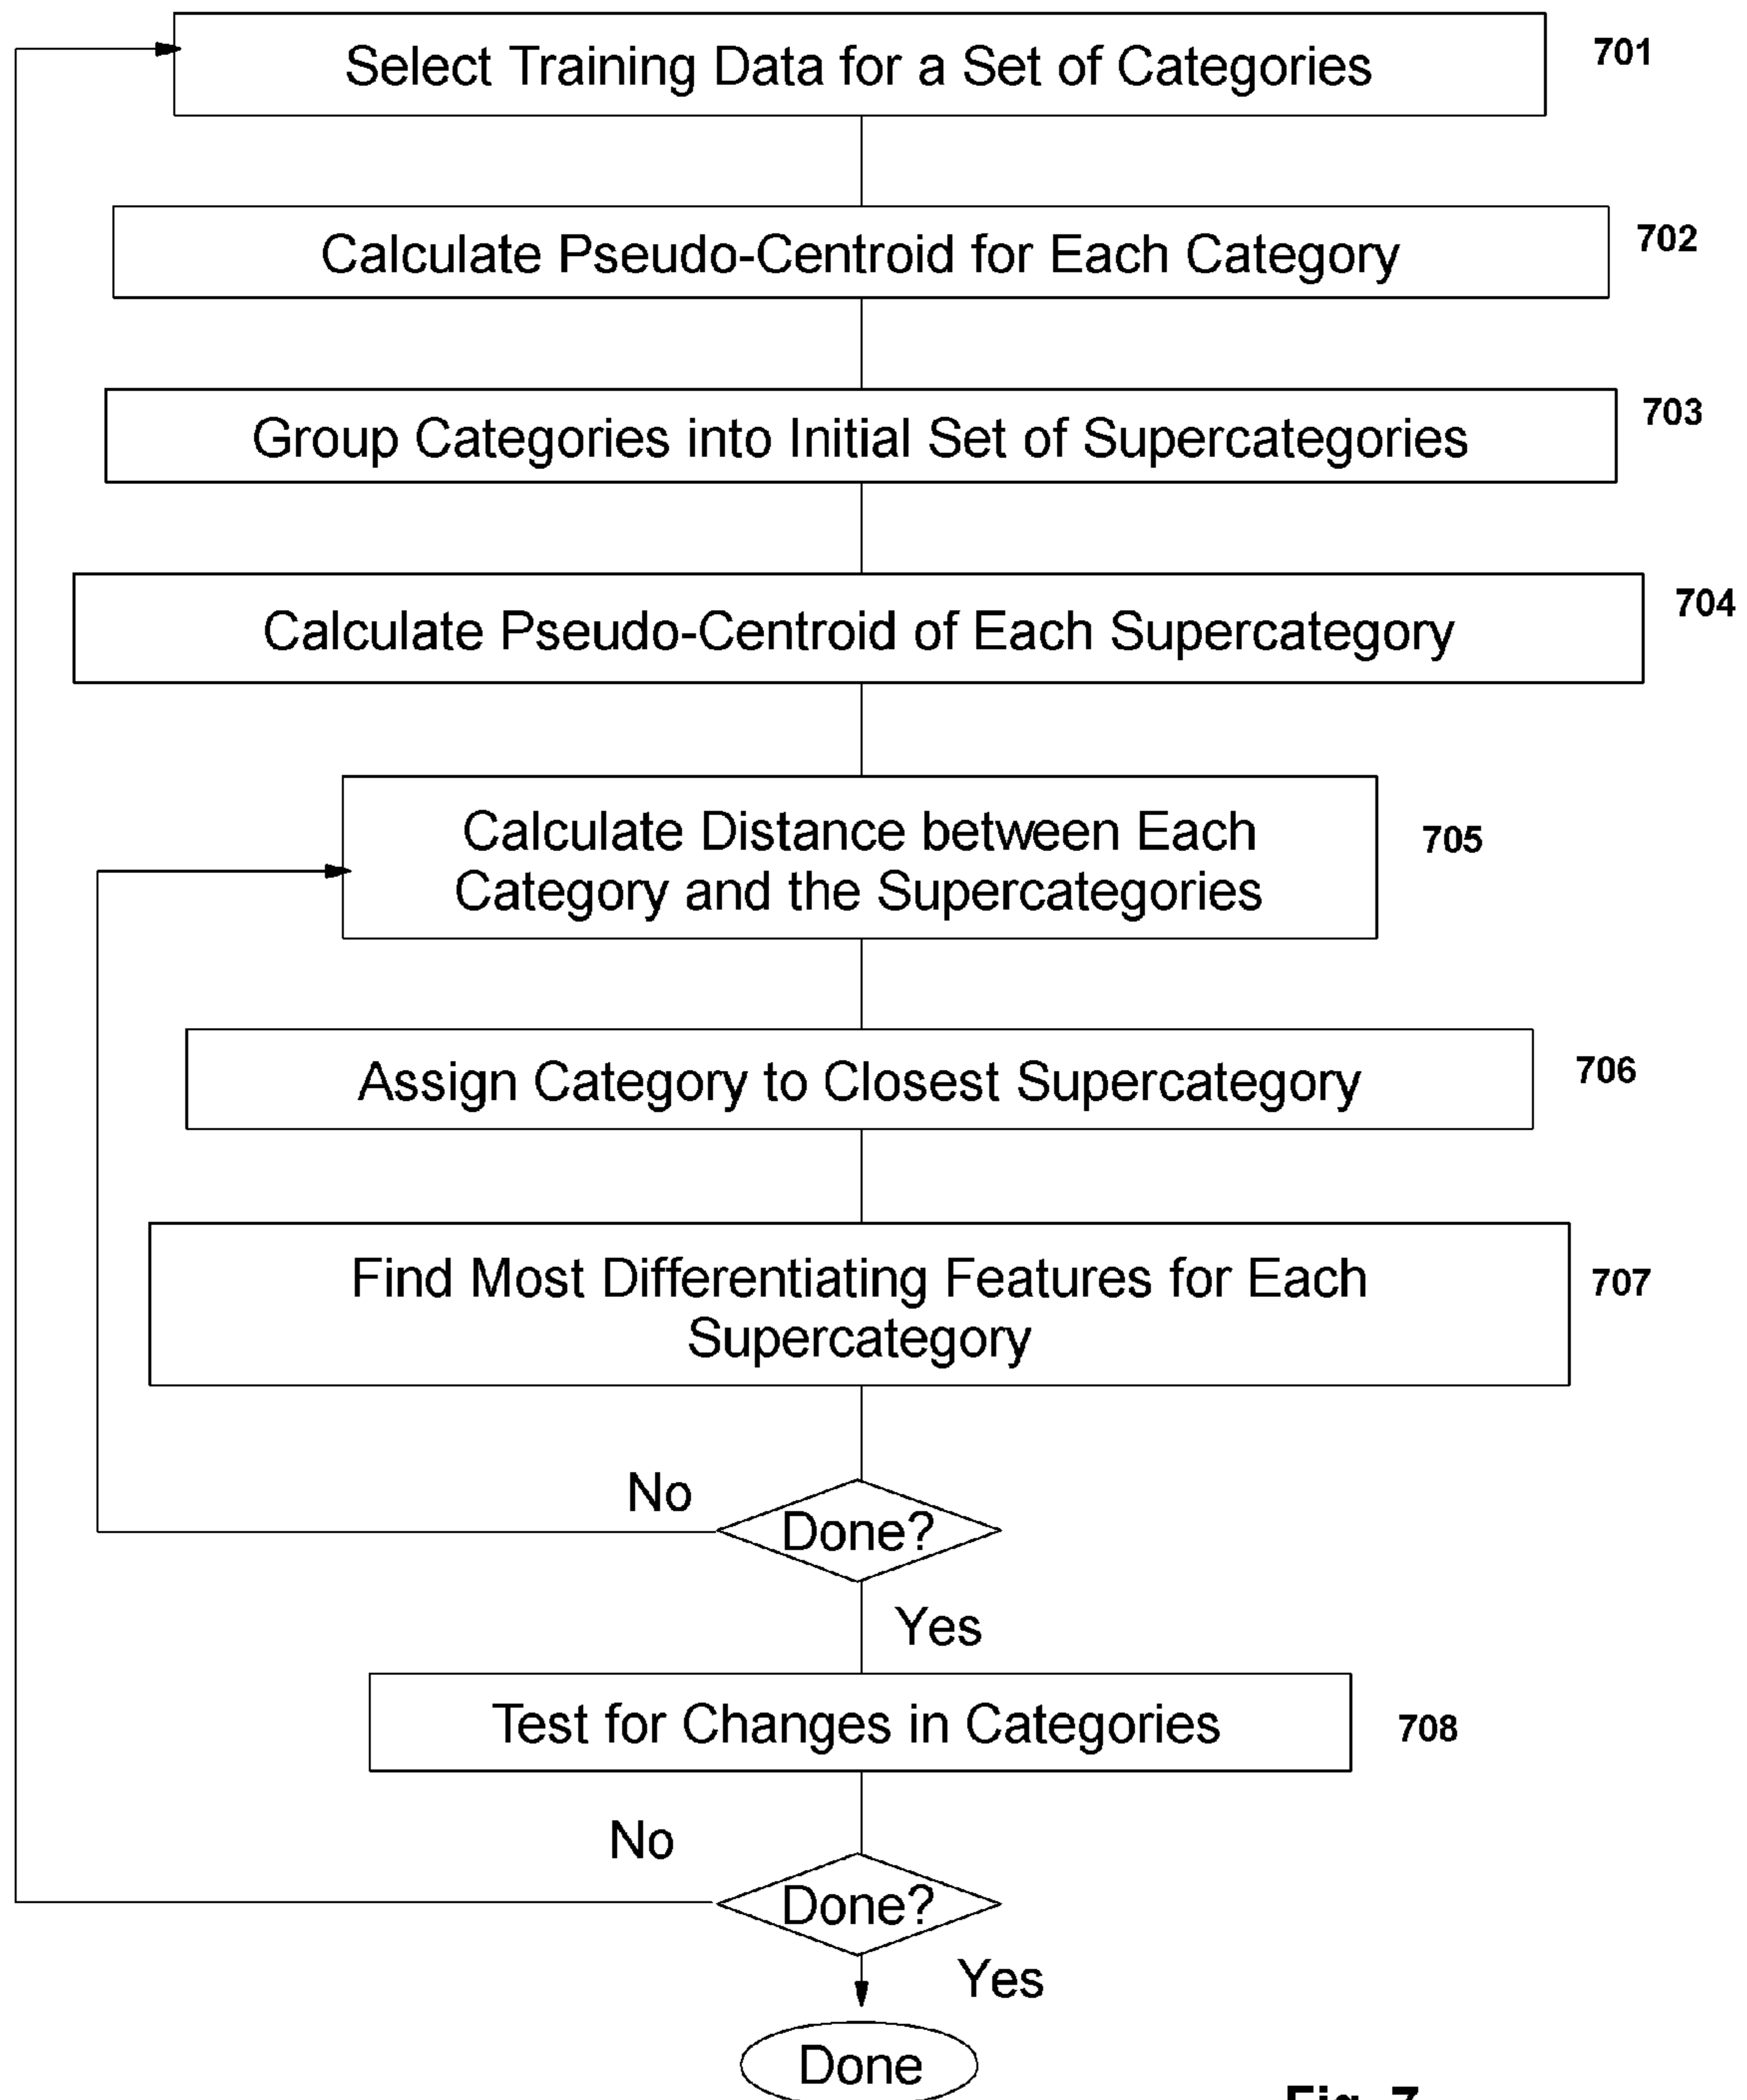 Select Training Data for a Set of Categories
701
Calculate Pseudo-Centroid for Each Category
702
Group Categories into Initial Set of Supercategories
703
Calculate Pseudo-Centroid of Each Supercategory
704
Calculate Distance between Each
Category and the Supercategories
705
Assign Category to Closest Supercategory
706
Find Most Differentiating Features for Each
Supercategory
707
No
Done?
Yes
Test for Changes in Categories
708
No
Done?
Yes
Done
Fig. 7